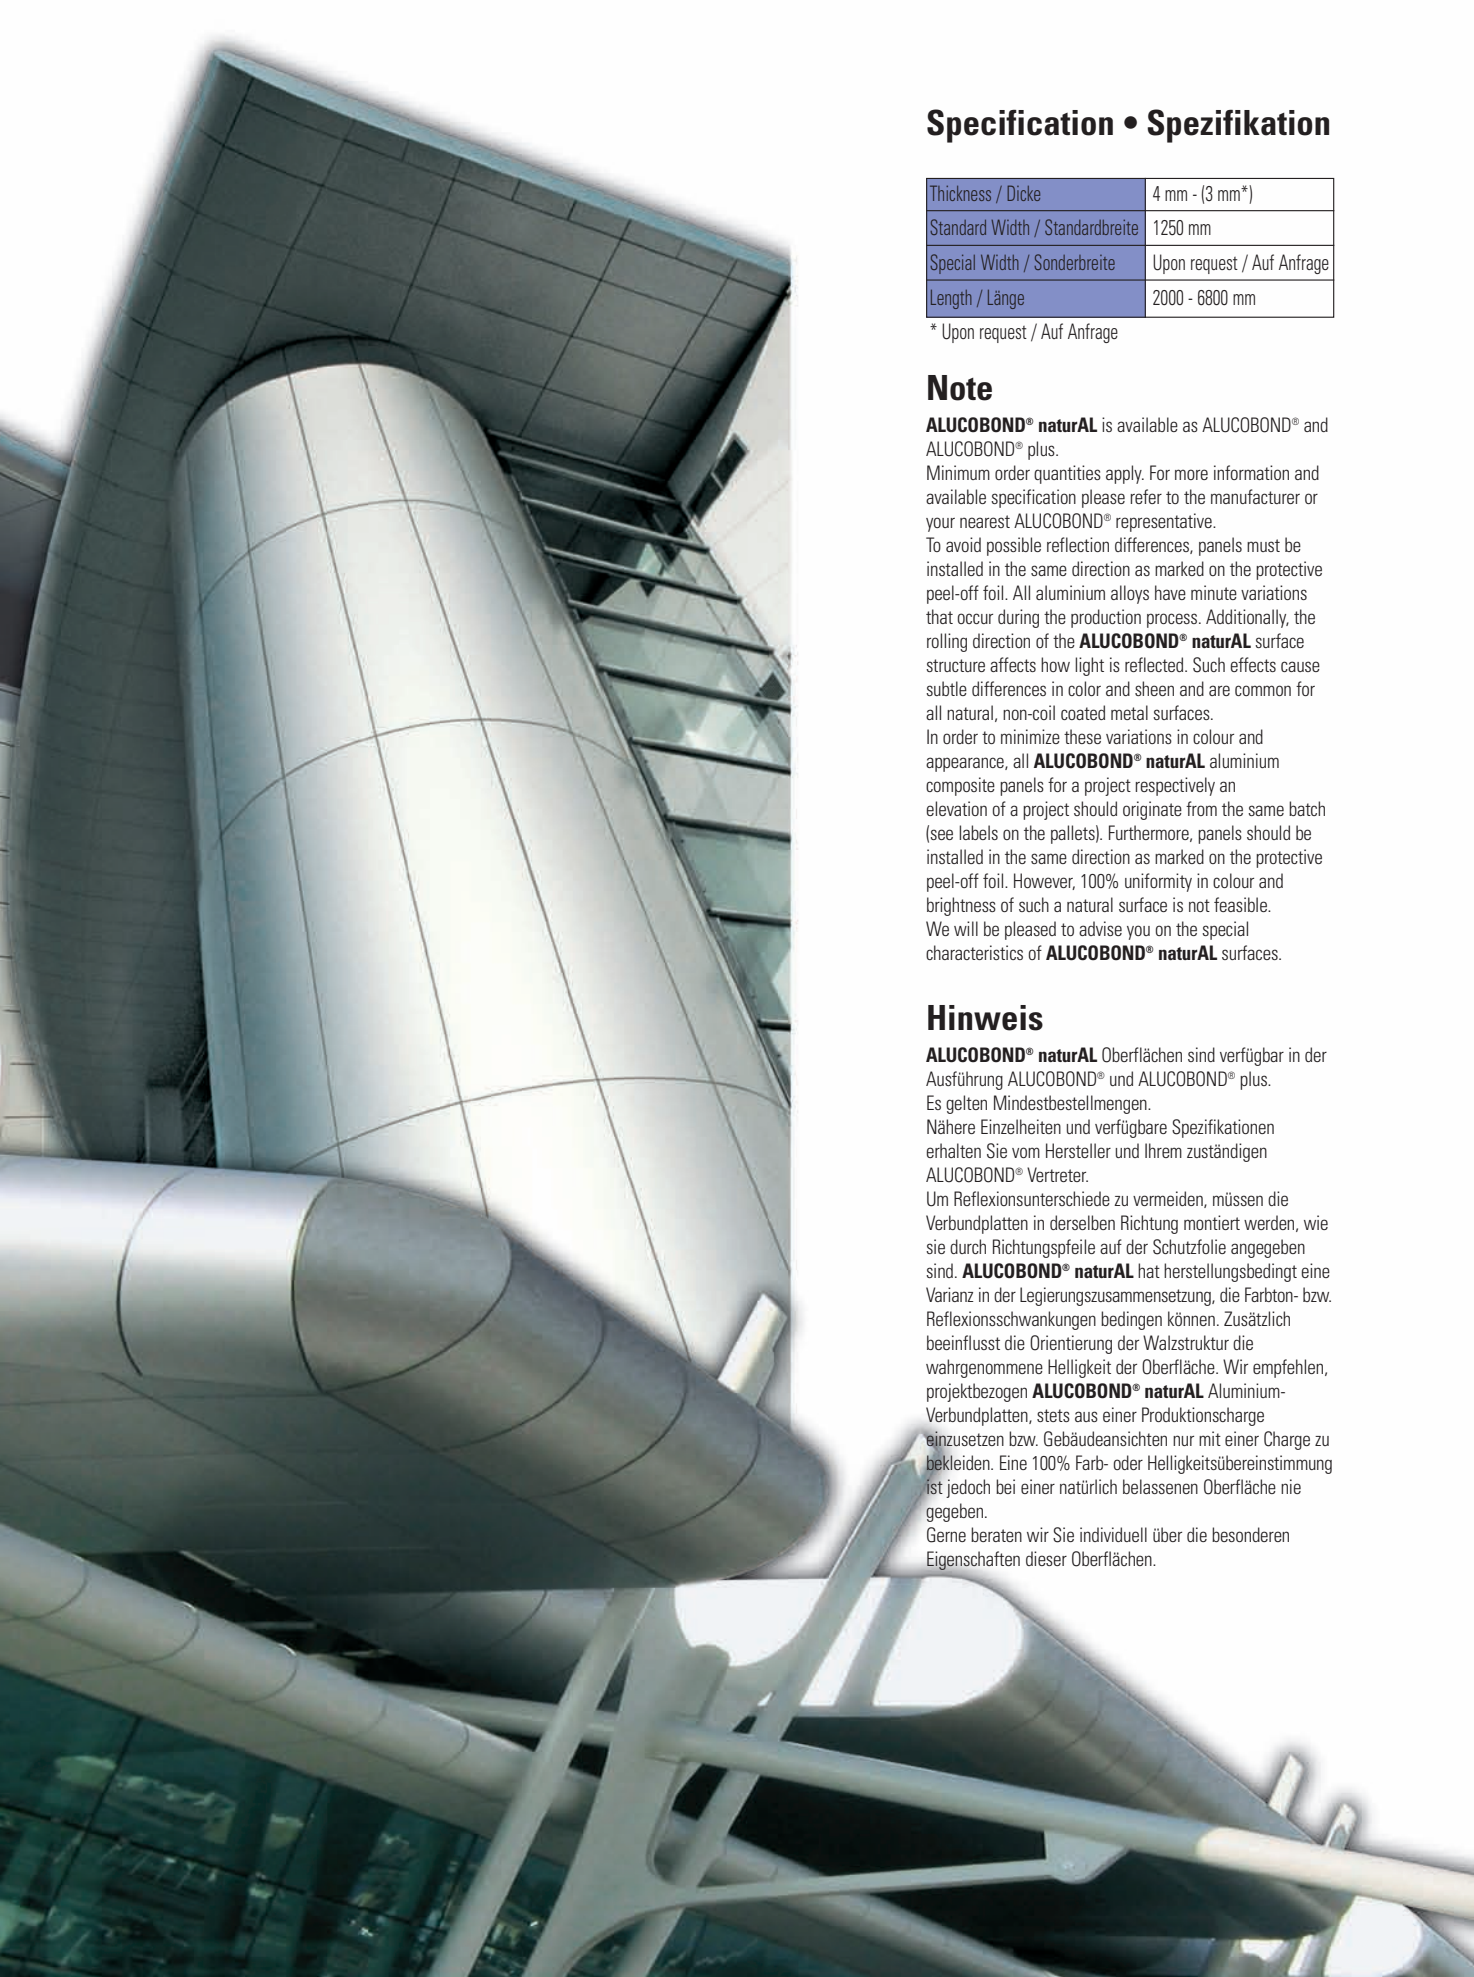 Specification • Spezifikation
Thickness / Dicke 4 mm - (3 mm*)
Standard Width / Standardbreite 1250 mm
Special Width / Sonderbreite Upon request / Auf Anfrage
Length / Länge 2000 - 6800 mm
* Upon request / Auf Anfrage
Note
ALUCOBOND® naturAL is available as ALUCOBOND® and
ALUCOBOND® plus.
Minimum order quantities apply. For more information and
available specification please refer to the manufacturer or
your nearest ALUCOBOND® representative.
To avoid possible reflection differences, panels must be
installed in the same direction as marked on the protective
peel-off foil. All aluminium alloys have minute variations
that occur during the production process. Additionally, the
rolling direction of the ALUCOBOND® naturAL surface
structure affects how light is reflected. Such effects cause
subtle differences in color and sheen and are common for
all natural, non-coil coated metal surfaces.
In order to minimize these variations in colour and
appearance, all ALUCOBOND® naturAL aluminium
composite panels for a project respectively an
elevation of a project should originate from the same batch
(see labels on the pallets). Furthermore, panels should be
installed in the same direction as marked on the protective
peel-off foil. However, 100% uniformity in colour and
brightness of such a natural surface is not feasible.
We will be pleased to advise you on the special
characteristics of ALUCOBOND® naturAL surfaces.
Hinweis
ALUCOBOND® naturAL Oberflächen sind verfügbar in der
Ausführung ALUCOBOND® und ALUCOBOND® plus.
Es gelten Mindestbestellmengen.
Nähere Einzelheiten und verfügbare Spezifikationen
erhalten Sie vom Hersteller und Ihrem zuständigen
ALUCOBOND® Vertreter.
Um Reflexionsunterschiede zu vermeiden, müssen die
Verbundplatten in derselben Richtung montiert werden, wie
sie durch Richtungspfeile auf der Schutzfolie angegeben
sind. ALUCOBOND® naturAL hat herstellungsbedingt eine
Varianz in der Legierungszusammensetzung, die Farbton- bzw.
Reflexionsschwankungen bedingen können. Zusätzlich
beeinflusst die Orientierung der Walzstruktur die
wahrgenommene Helligkeit der Oberfläche. Wir empfehlen,
projektbezogen ALUCOBOND® naturAL Aluminium-
Verbundplatten, stets aus einer Produktionscharge
einzusetzen bzw. Gebäudeansichten nur mit einer Charge zu
bekleiden. Eine 100% Farb- oder Helligkeitsübereinstimmung
ist jedoch bei einer natürlich belassenen Oberfläche nie
gegeben.
Gerne beraten wir Sie individuell über die besonderen
Eigenschaften dieser Oberflächen.